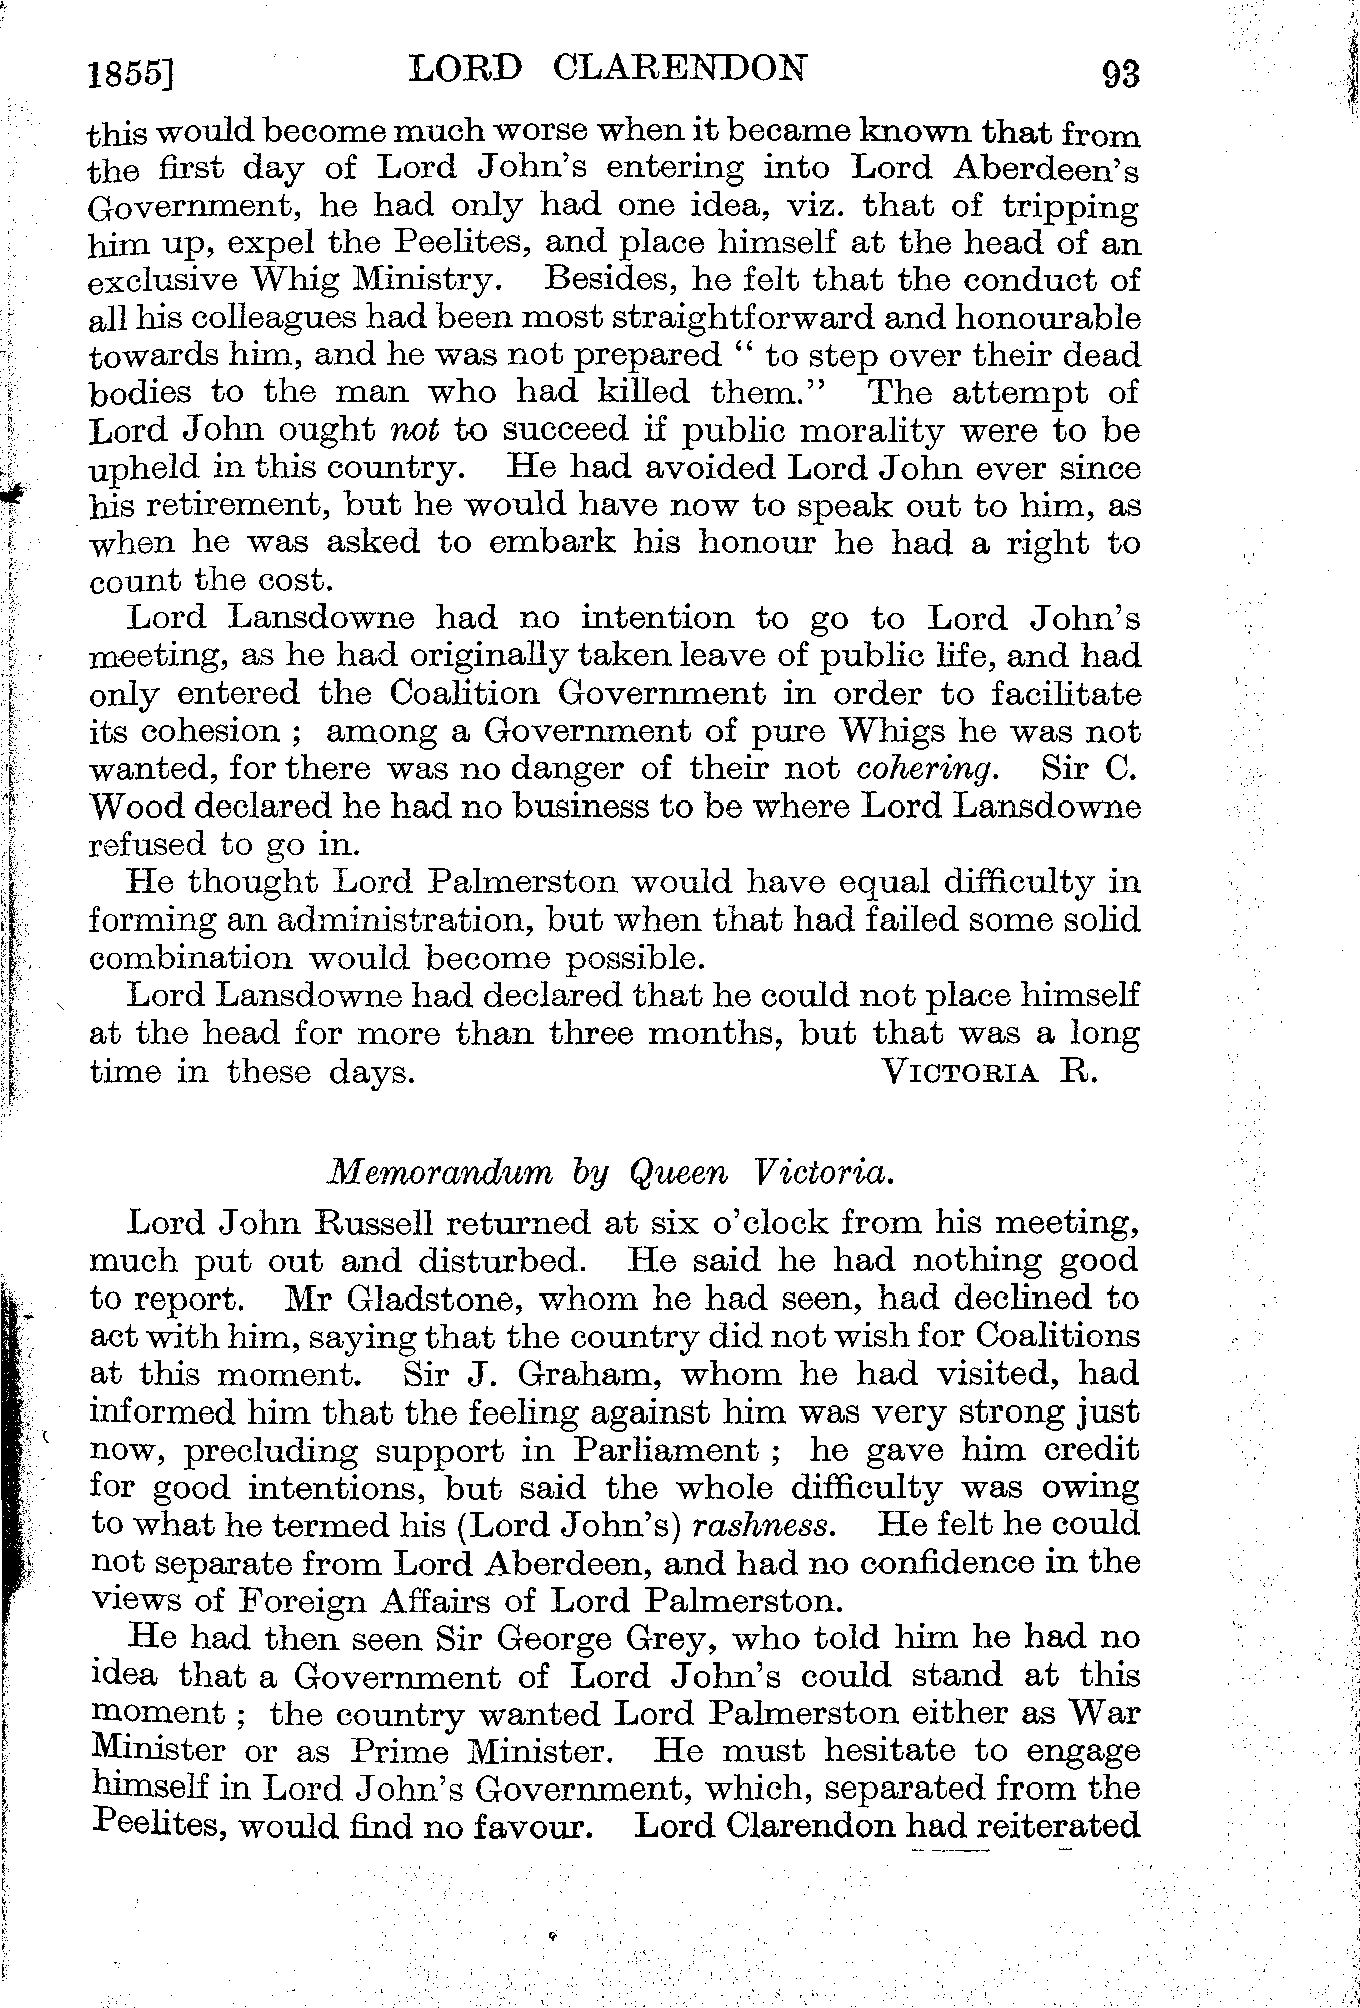 1855] LORD CLARENDON 93
this would become much worse when it became known that from
the first day of Lord John's entering into Lord Aberdeen's
Government, he had only had one idea, viz. that of tripping
him up, expel the Peelites, and place himself at the head of an
exclusive Whig Ministry. Besides, he felt that the conduct of
all his colleagues had been most straightforward and honourable
towards him, and he was not prepared " to step over their dead
bodies to the man who had killed them." The attempt of
Lord John ought not to succeed if public morality were to be
upheld in this country. He had avoided Lord John ever since
his retirement, but he would have now to speak out to him, as
when he was asked to embark his honour he had a right to
count the cost.
Lord Lansdowne had no intention to go to Lord John's
meeting, as he had originally taken leave of public life, and had
only entered the Coalition Government in order to facilitate
its cohesion ; among a Government of pure Whigs he was not
wanted, for there was no danger of their not cohering. Sir C.
Wood declared he had no business to be where Lord Lansdowne
refused to go in.
He thought Lord Palmerston would have equal difficulty in
forming an administration, but when that had failed some solid
combination would become possible.
Lord Lansdowne had declared that he could not place himself
at the head for more than three months, but that was a long
time in these days. VICTORIA R.
Memorandum by Queen Victoria.
Lord John Russell returned at six o'clock from his meeting,
much put out and disturbed. He said he had nothing good
to report. Mr Gladstone, whom he had seen, had declined to
act with him, saying that the country did not wish for Coalitions
at this moment. Sir J. Graham, whom he had visited, had
informed him that the feeling against him was very strong just
now, precluding support in Parliament ; he gave him credit
for good intentions, but said the whole difficulty was owing
to what he termed his (Lord John's) rashness. He felt he could
not separate from Lord Aberdeen, and had no confidence in the
views of Foreign Affairs of Lord Palmerston.
He had then seen Sir George Grey, who told him he had no
idea that a Government of Lord John's could stand at this
moment ; the country wanted Lord Palmerston either as War
Minister or as Prime Minister. He must hesitate to engage
himself in Lord John's Government, which, separated from the
Peelites, would find no favour. Lord Clarendon had reiterated